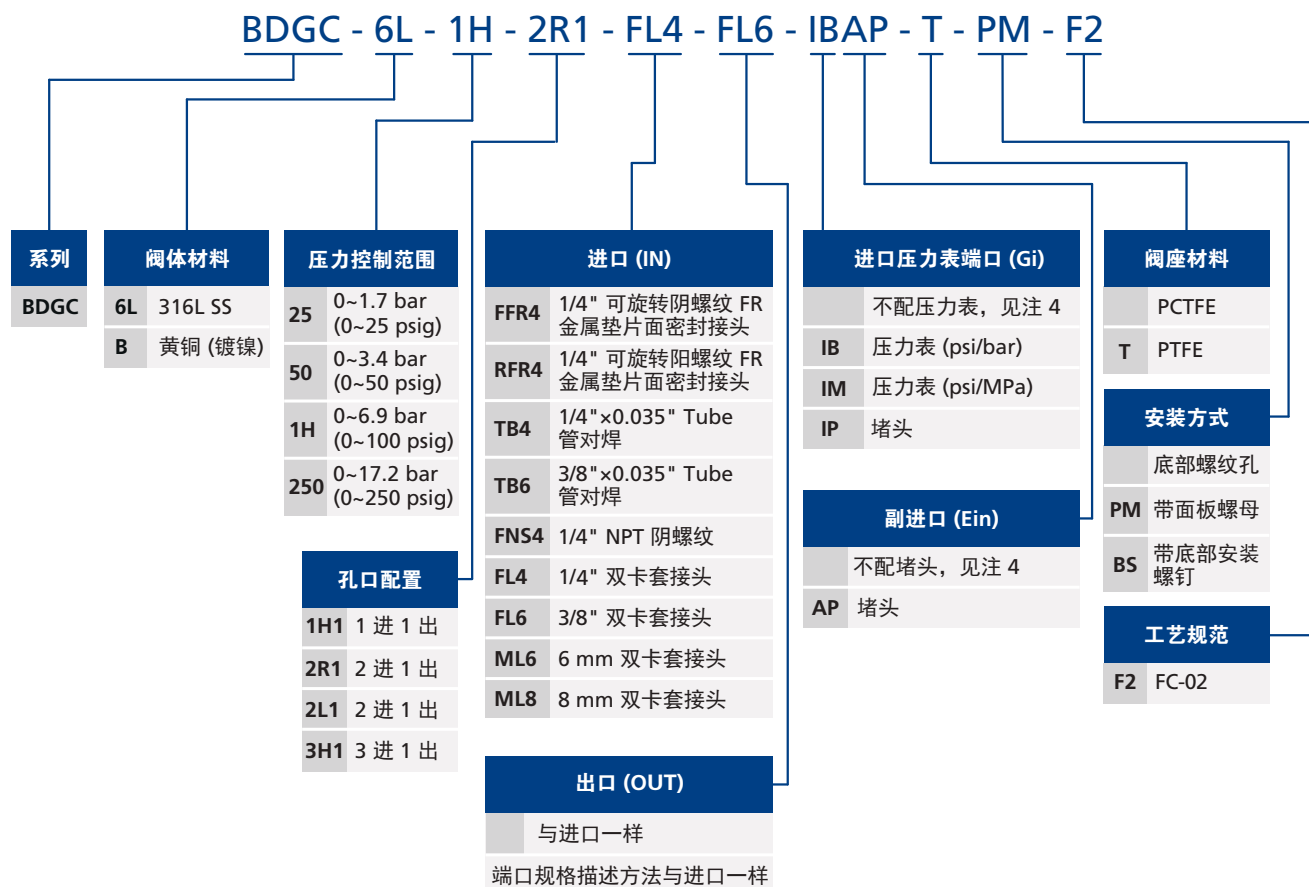 BDGC - 6L - 1H - 2R1 - FL4 - FL6 - IBAP - T - PM - F2
系列
BDGC
阀体材料
6L 316L SS
B 黄铜 (镀镍)
压力控制范围
25 0~1.7 bar
(0~25 psig)
50 0~3.4 bar
(0~50 psig)
1H 0~6.9 bar
(0~100 psig)
250 0~17.2 bar
(0~250 psig)
孔口配置
1H1 1 进 1 出
2R1 2 进 1 出
2L1 2 进 1 出
3H1 3 进 1 出
进口 (IN)
FFR4 1/4" 可旋转阴螺纹 FR
金属垫片面密封接头
RFR4 1/4" 可旋转阳螺纹 FR
金属垫片面密封接头
TB4 1/4"×0.035" Tube
管对焊
TB6 3/8"×0.035" Tube
管对焊
FNS4 1/4" NPT 阴螺纹
FL4 1/4" 双卡套接头
FL6 3/8" 双卡套接头
ML6 6 mm 双卡套接头
ML8 8 mm 双卡套接头
出口 (OUT)
与进口一样
端口规格描述方法与进口一样
进口压力表端口 (Gi)
不配压力表，见注 4
IB 压力表 (psi/bar)
IM 压力表 (psi/MPa)
IP 堵头
副进口 (Ein)
不配堵头，见注 4
AP 堵头
阀座材料
PCTFE
T PTFE
安装方式
底部螺纹孔
PM 带面板螺母
BS 带底部安装
螺钉
工艺规范
F2 FC-02